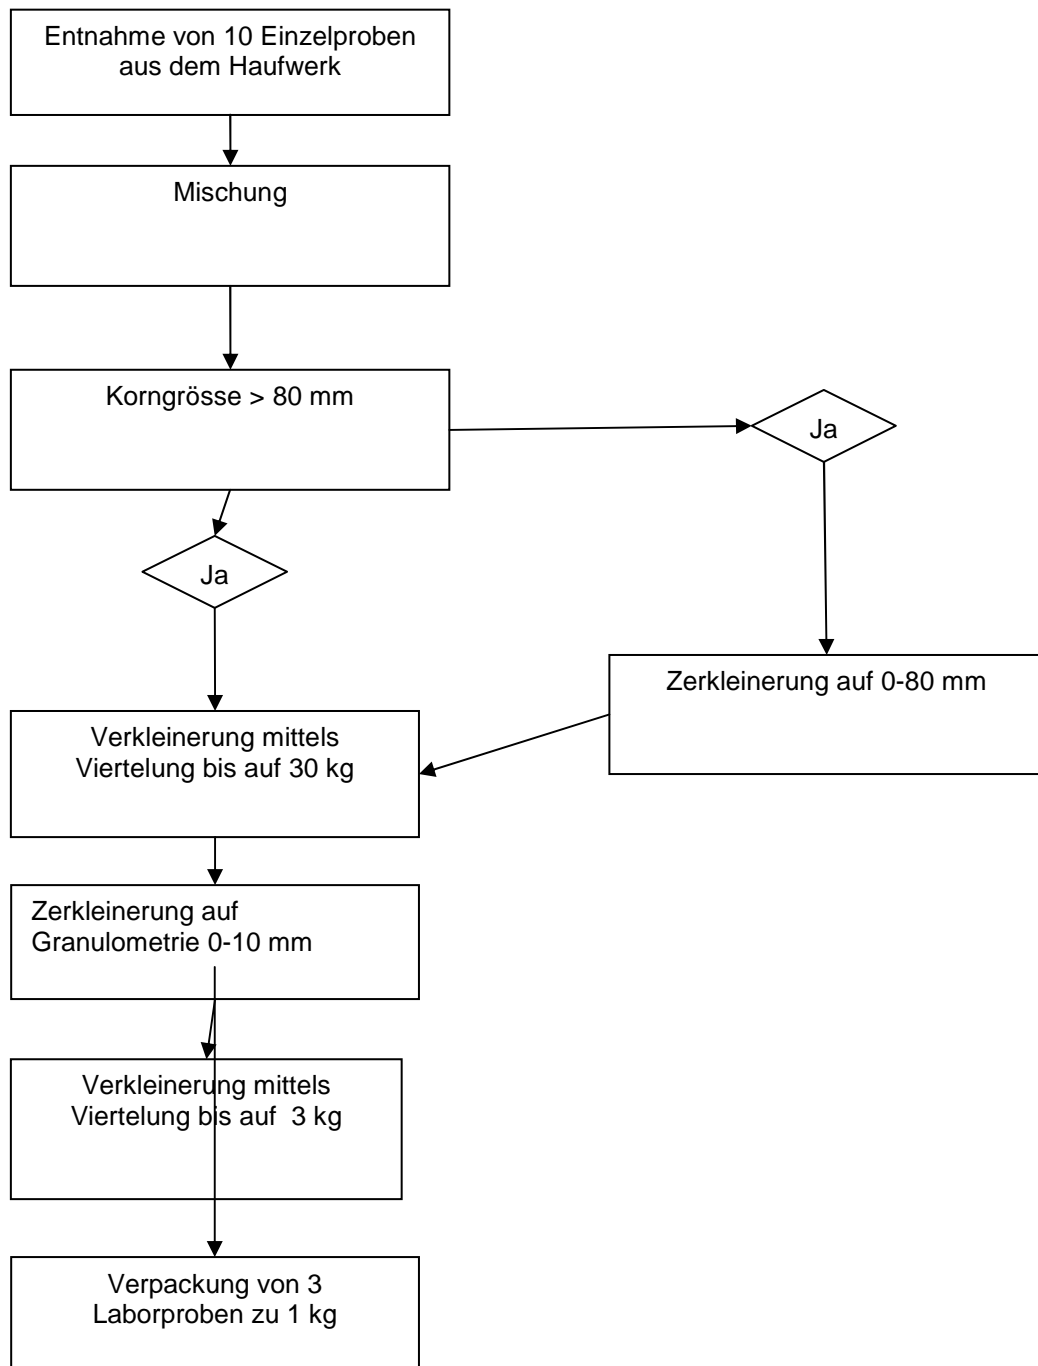 Entnahme von 10 Einzelproben
aus dem Haufwerk
Mischung
Korngrösse > 80 mm
Ja
Ja
Zerkleinerung auf 0-80 mm
Verkleinerung mittels
Viertelung bis auf 30 kg
Zerkleinerung auf
Granulometrie 0-10 mm
Verkleinerung mittels
Viertelung bis auf  3 kg
Verpackung von 3
Laborproben zu 1 kg